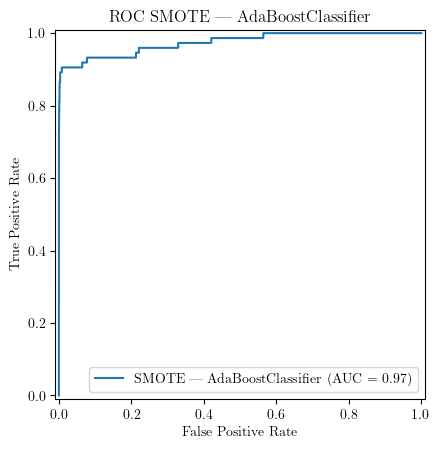 ROC SMOTE — AdaBoostClassifier
1.0
0.8
0.6
0.4
0.2
0.0
True Positive Rate
SMOTE — AdaBoostClassifier (AUC = 0.97)
0.0 0.2 0.4 0.6 0.8 1.0
False Positive Rate